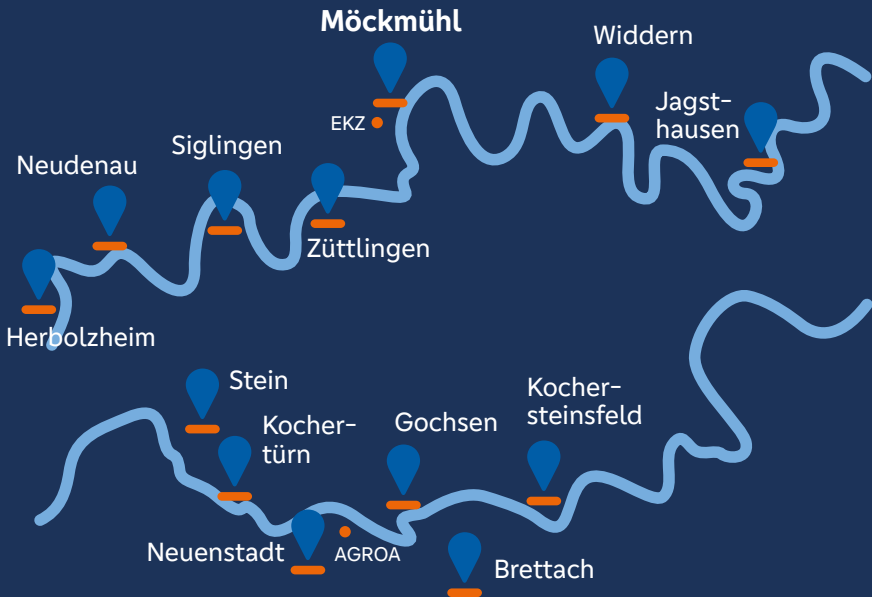 Möckmühl
Widdern
Jagst-
hausen
EKZ
Siglingen
Neudenau
Züttlingen
Herbolzheim
Stein
Kocher-
türn
Gochsen
Kocher-
steinsfeld
Neuenstadt
AGROA
Brettach